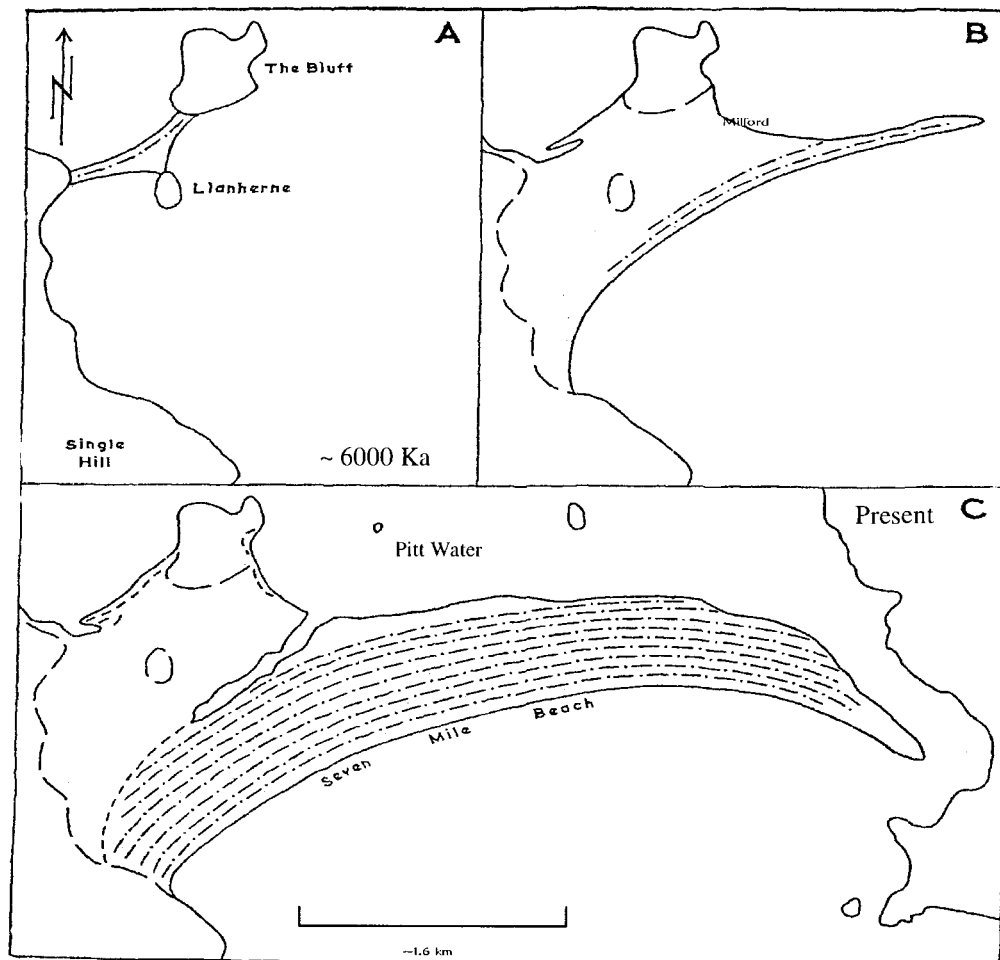 A
N
The Bluff
Llanherne
Single
Hill
~ 6000 Ka
B
Milford
Present C
Pitt Water
Seven Mile Beach
~1.6 km